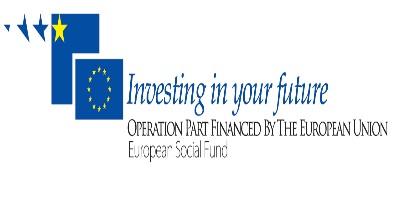 Investing in your future
OPERATION PART FINANCED BY THE EUROPEAN UNION
European Social Fund